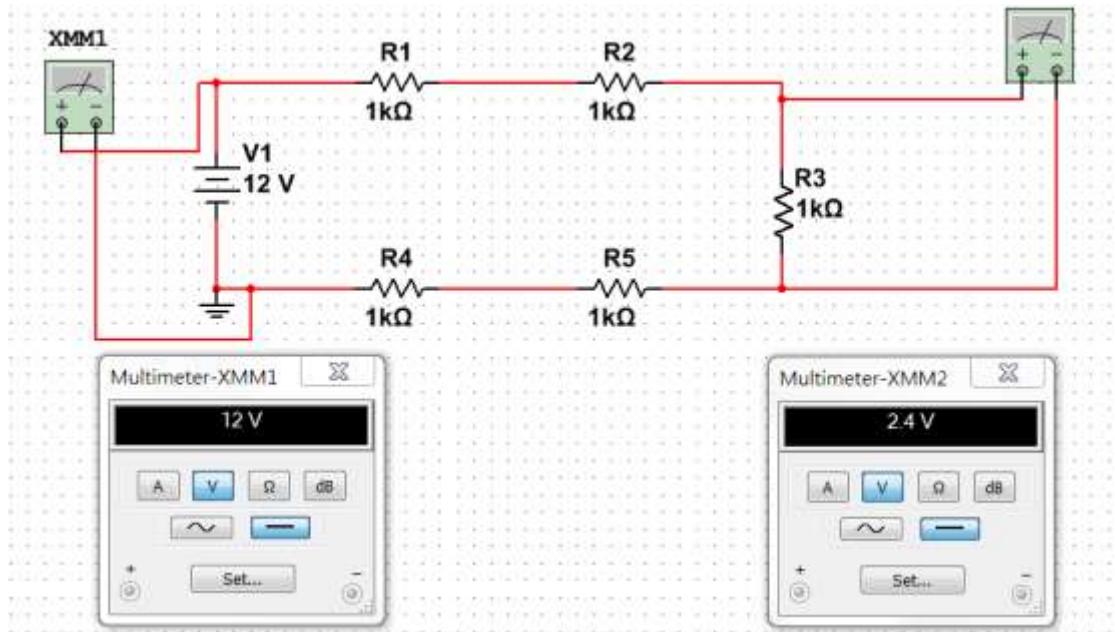 XMM1
R1
R2
1kΩ
1kΩ
V1
12 V
R3
1kΩ
R4
R5
1kΩ
1kΩ
Multimeter-XMM1
12 V
A V Ω dB
Set...
+ −
Multimeter-XMM2
2.4 V
A V Ω dB
Set...
+ −